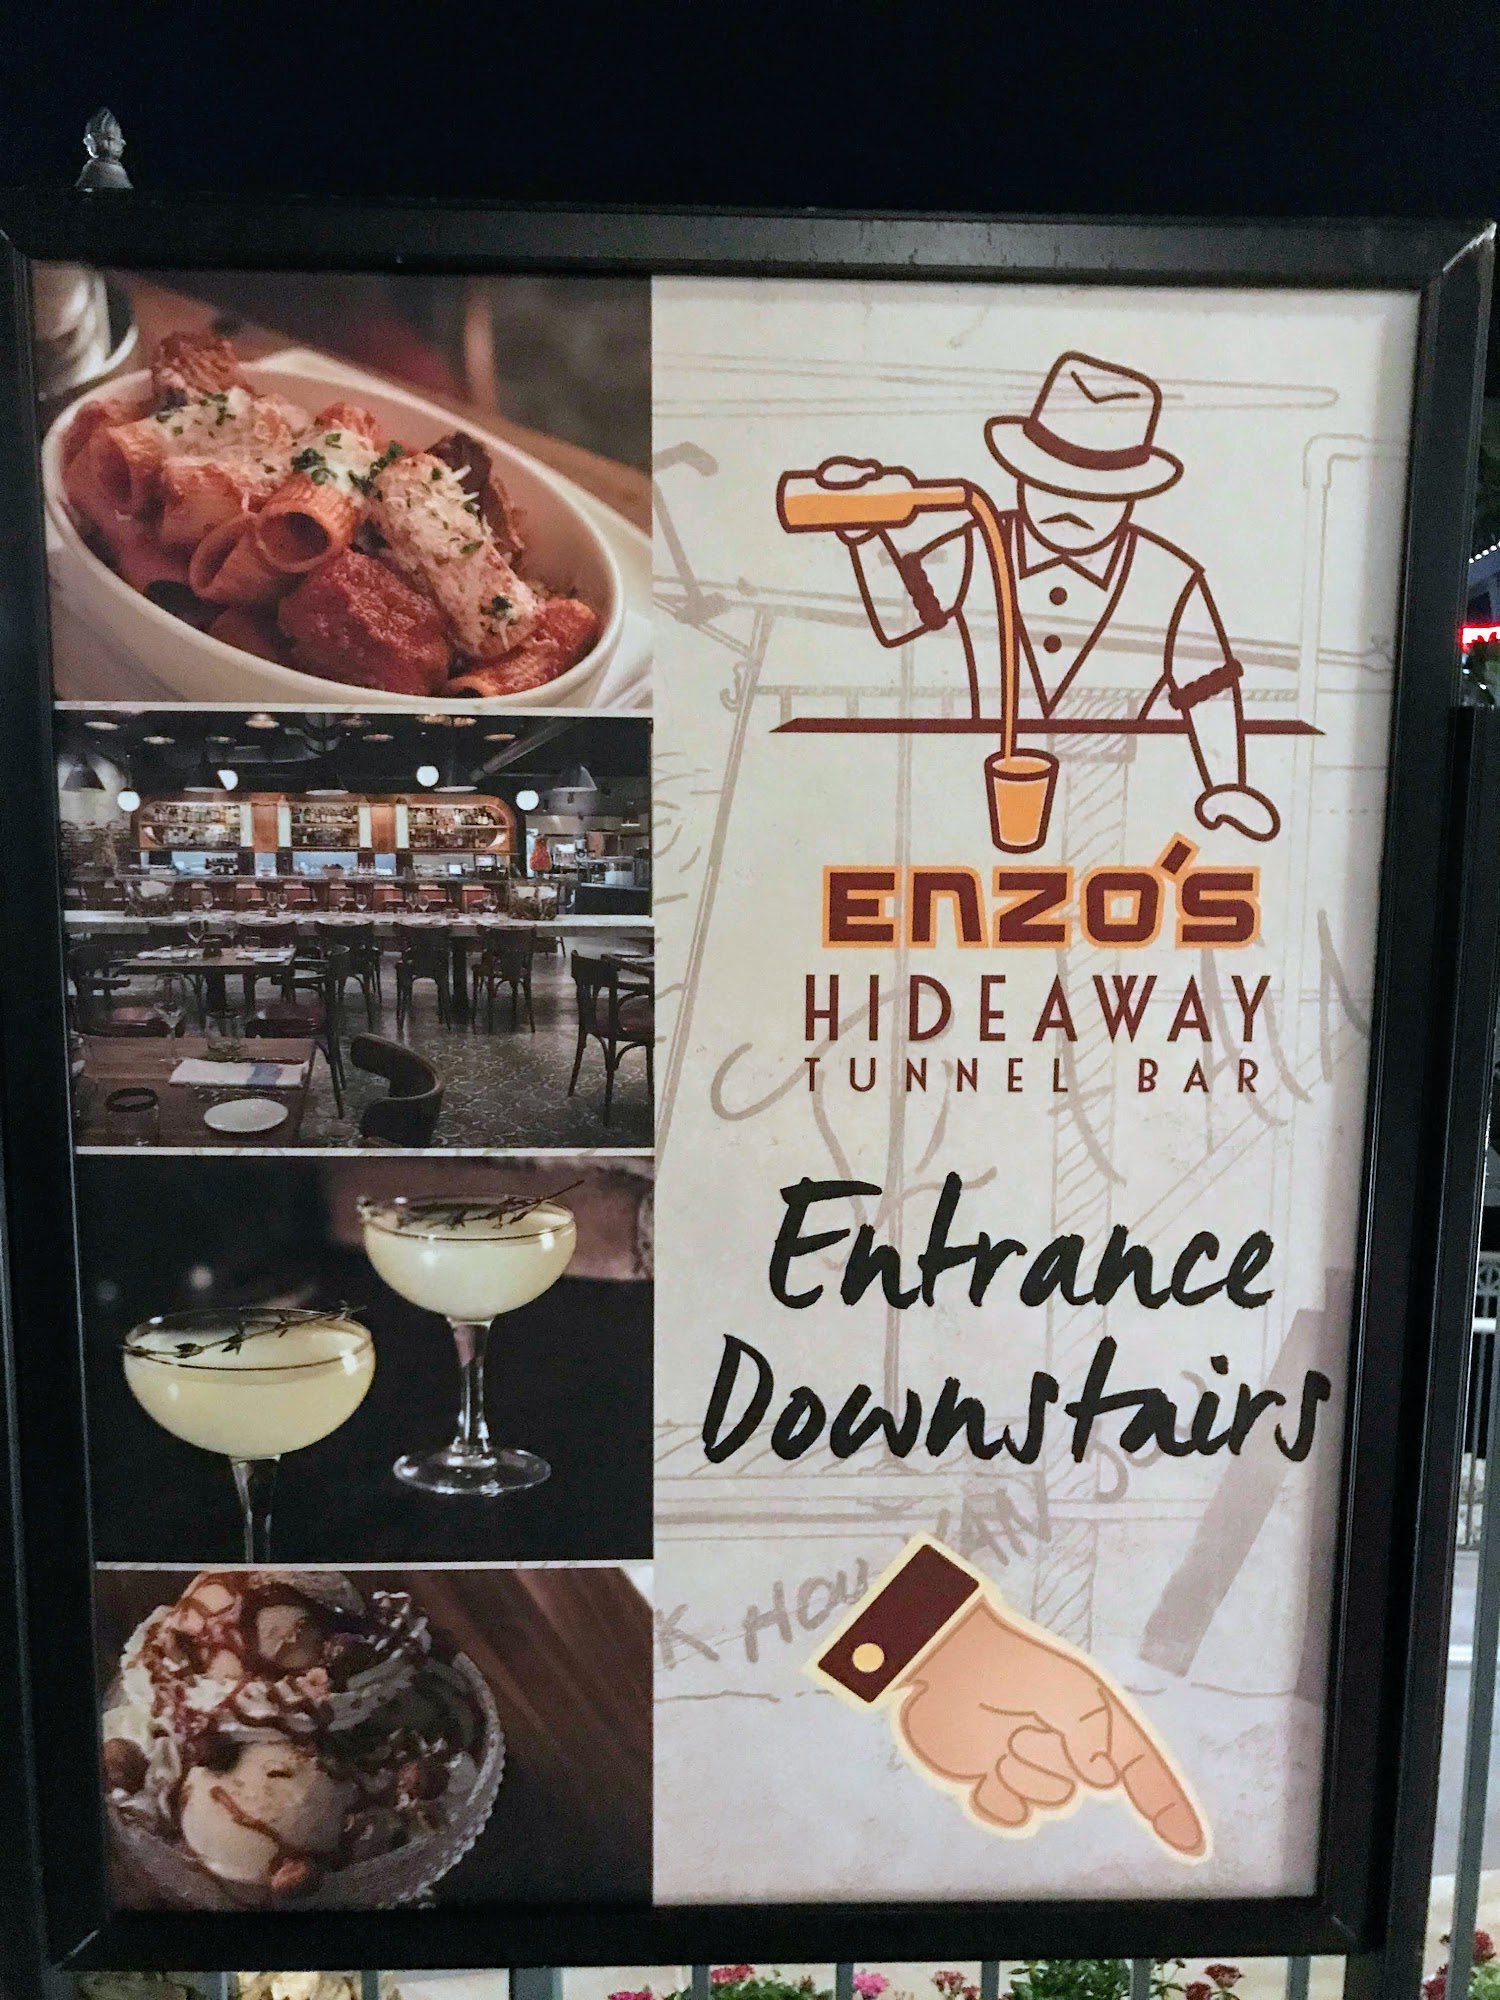 ENZO'S
HIDEAWAY
TUNNEL BAR
Entrance
Downstairs